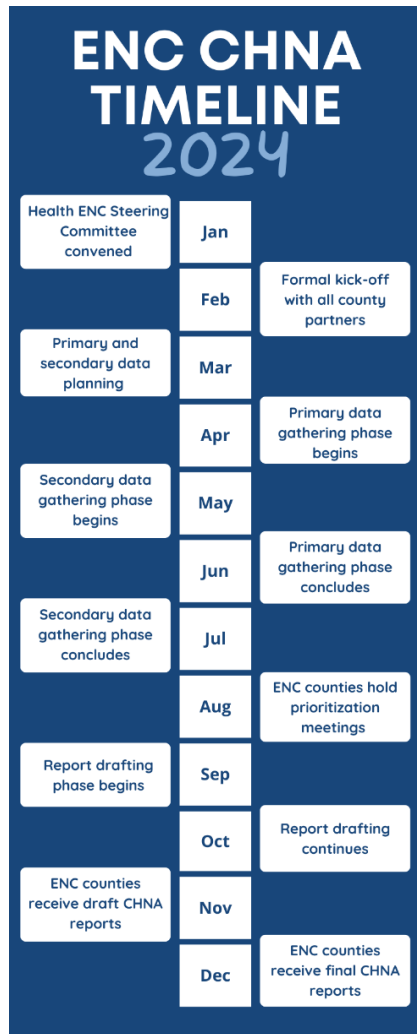 ENC CHNA
TIMELINE
2024
Health ENC Steering
Committee
convened
Jan
Feb
Formal kick-off
with all county
partners
Primary and
secondary data
planning
Mar
Apr
Primary data
gathering phase
begins
Secondary data
gathering phase
begins
May
Jun
Primary data
gathering phase
concludes
Secondary data
gathering phase
concludes
Jul
Aug
ENC counties hold
prioritization
meetings
Report drafting
phase begins
Sep
Oct
Report drafting
continues
ENC counties
receive draft CHNA
reports
Nov
Dec
ENC counties
receive final CHNA
reports